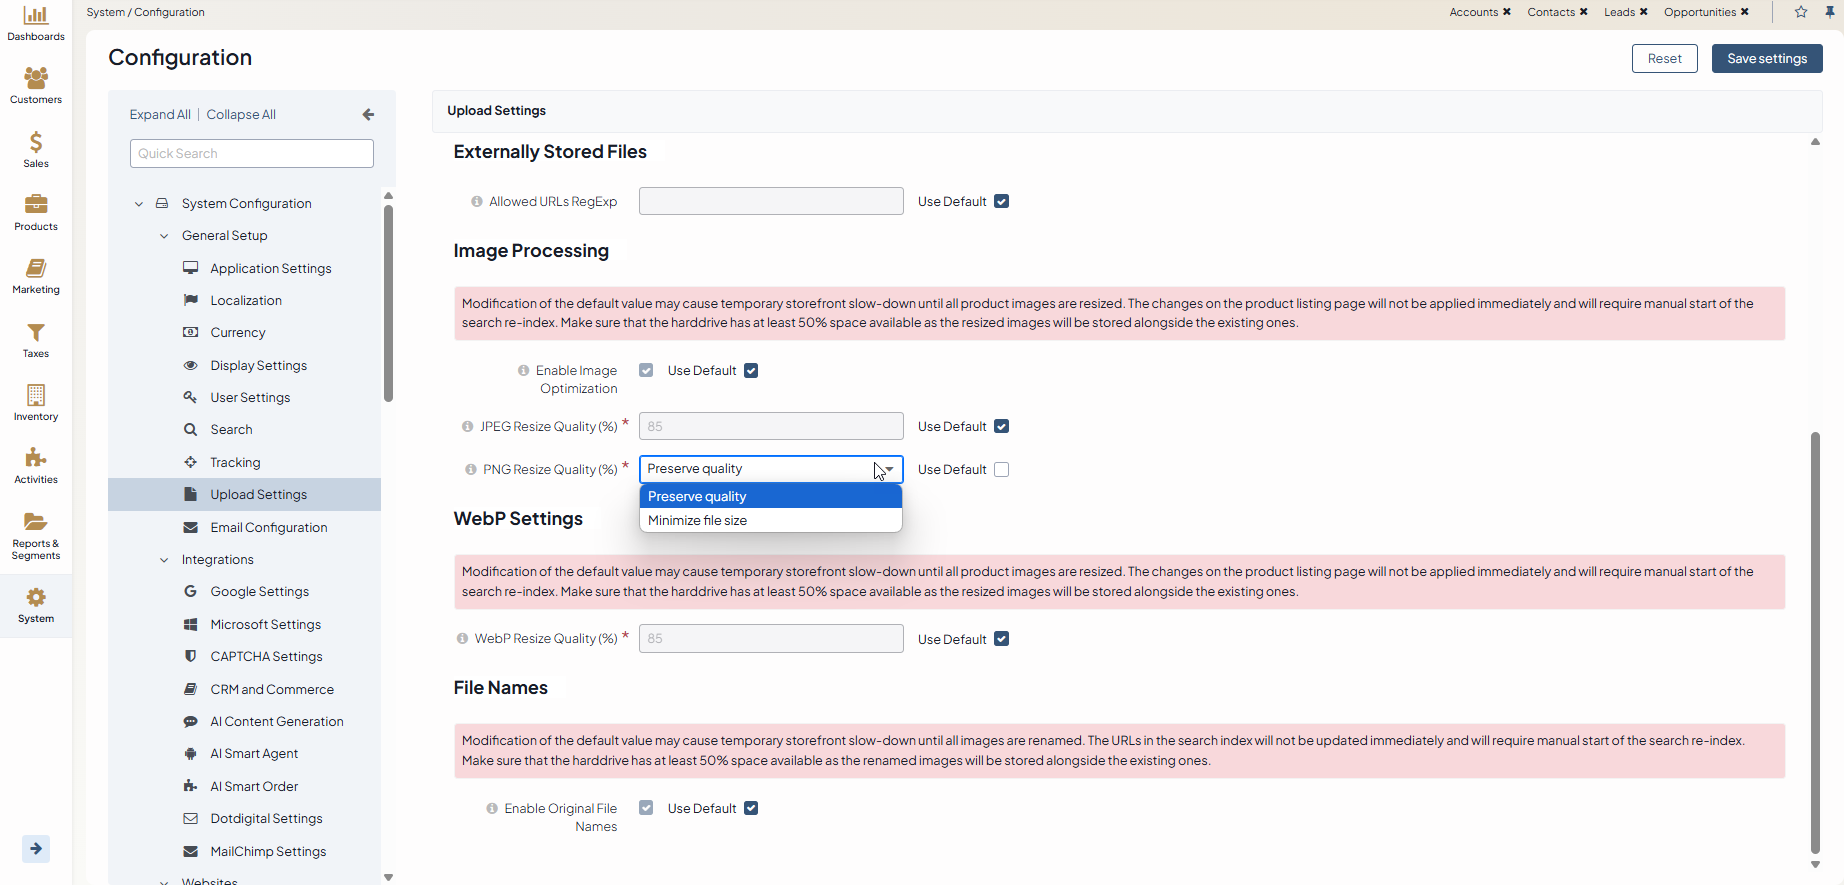 System / Configuration
Accounts ✖ Contacts ✖ Leads ✖ Opportunities ✖
Dashboards
Customers
Sales
Products
Marketing
Taxes
Inventory
Activities
Reports &
Segments
System
Configuration
Reset
Save settings
Expand All | Collapse All
Quick Search
System Configuration
General Setup
Application Settings
Localization
Currency
Display Settings
User Settings
Search
Tracking
Upload Settings
Email Configuration
Integrations
Google Settings
Microsoft Settings
CAPTCHA Settings
CRM and Commerce
AI Content Generation
AI Smart Agent
AI Smart Order
Dotdigital Settings
MailChimp Settings
Websites
Upload Settings
Externally Stored Files
Allowed URLs RegExp Use Default
Image Processing
Modification of the default value may cause temporary storefront slow-down until all product images are resized. The changes on the product listing page will not be applied immediately and will require manual start of the
search re-index. Make sure that the harddrive has at least 50% space available as the resized images will be stored alongside the existing ones.
Enable Image
Optimization
Use Default
JPEG Resize Quality (%) * 85 Use Default
PNG Resize Quality (%) * Preserve quality Use Default
Preserve quality
Minimize file size
WebP Settings
Modification of the default value may cause temporary storefront slow-down until all product images are resized. The changes on the product listing page will not be applied immediately and will require manual start of the
search re-index. Make sure that the harddrive has at least 50% space available as the resized images will be stored alongside the existing ones.
WebP Resize Quality (%) * 85 Use Default
File Names
Modification of the default value may cause temporary storefront slow-down until all images are renamed. The URLs in the search index will not be updated immediately and will require manual start of the search re-index.
Make sure that the harddrive has at least 50% space available as the renamed images will be stored alongside the existing ones.
Enable Original File
Names
Use Default